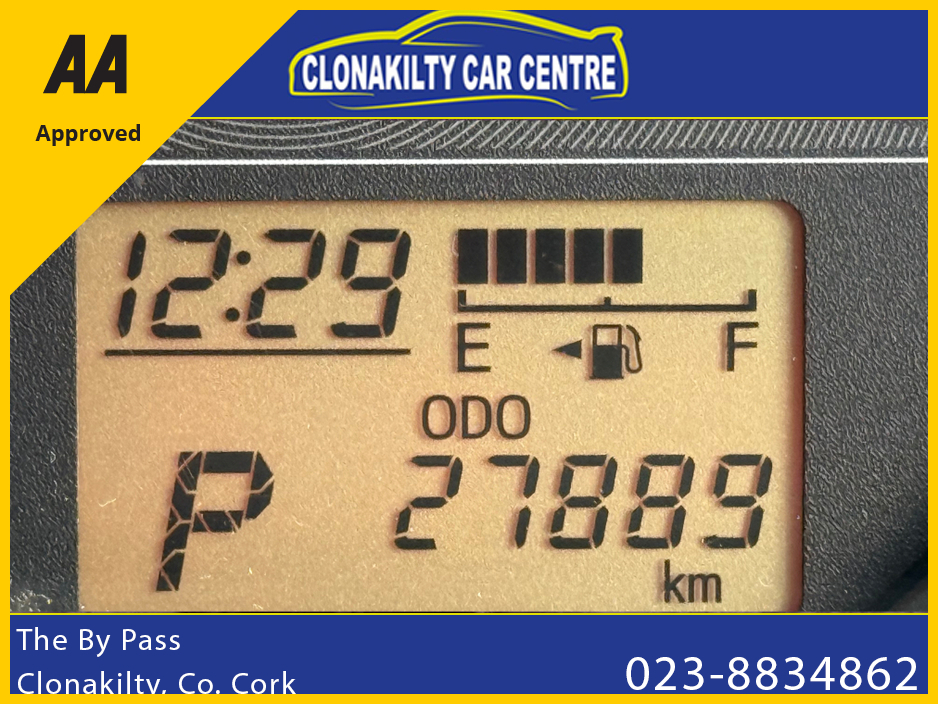 AA
Approved
CLONAKILTY CAR CENTRE
12:29
E F
ODO
P 27889
km
The By Pass
Clonakilty, Co. Cork
023-8834862